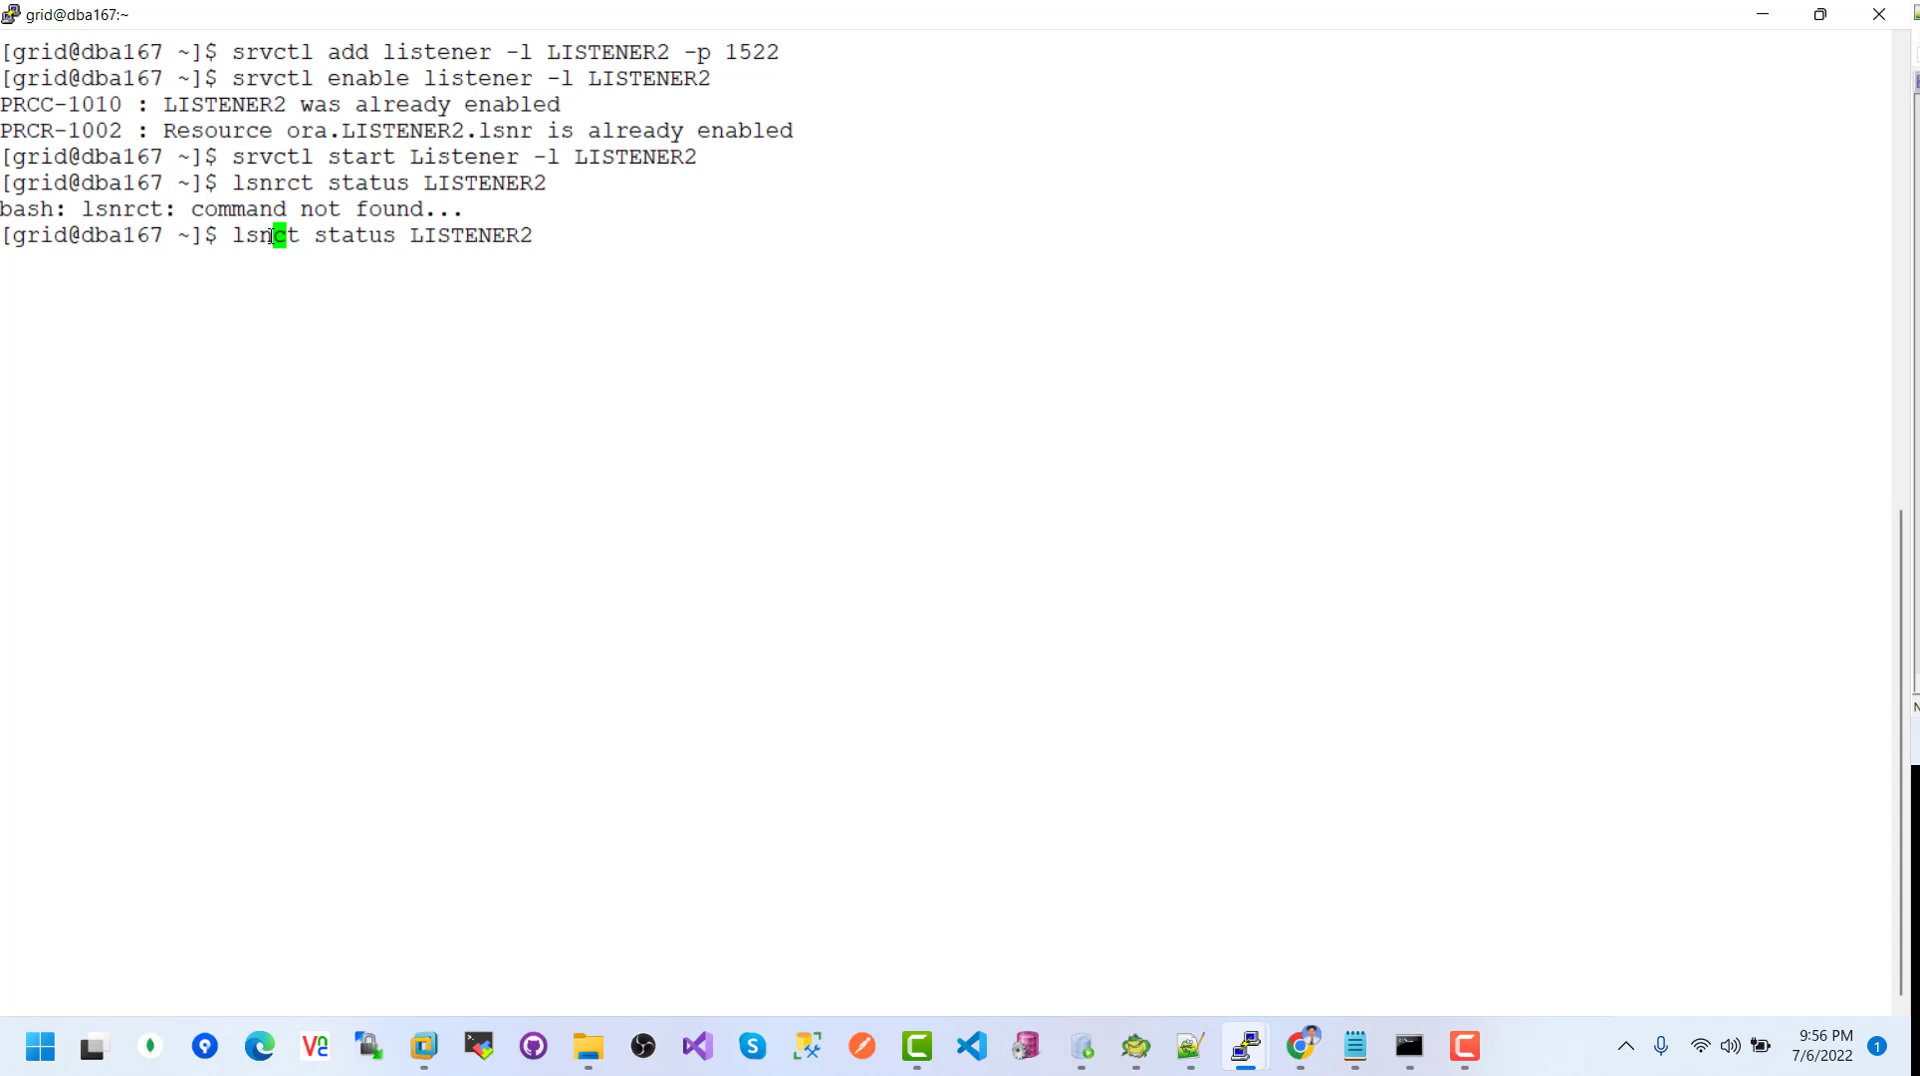 grid@dba167:~
[grid@dba167 ~]$ srvctl add listener -l LISTENER2 -p 1522
[grid@dba167 ~]$ srvctl enable listener -l LISTENER2
PRCC-1010 : LISTENER2 was already enabled
PRCR-1002 : Resource ora.LISTENER2.lsnr is already enabled
[grid@dba167 ~]$ srvctl start Listener -l LISTENER2
[grid@dba167 ~]$ lsnrct status LISTENER2
bash: lsnrct: command not found...
[grid@dba167 ~]$ lsnct status LISTENER2
9:56 PM
7/6/2022
1